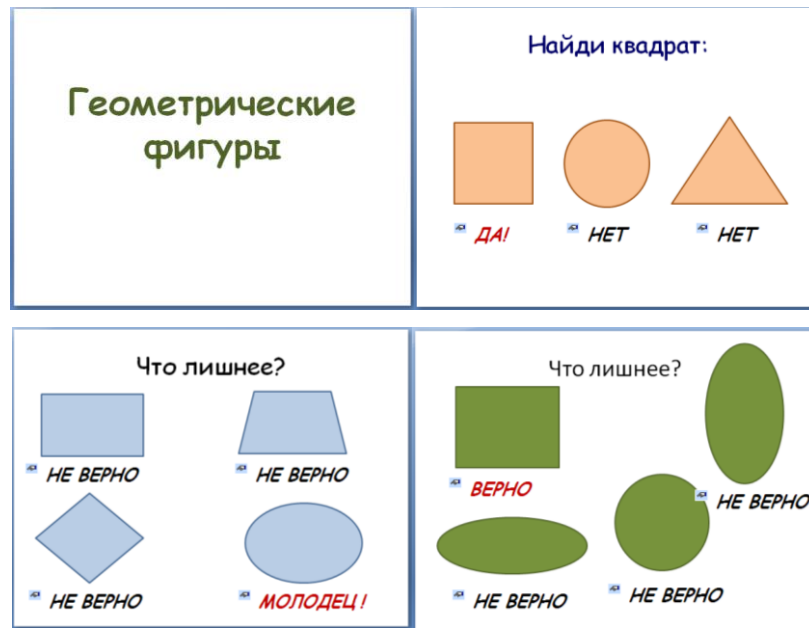 Геометрические
фигуры
Найди квадрат:
ДА!
НЕТ
НЕТ
Что лишнее?
НЕ ВЕРНО
НЕ ВЕРНО
НЕ ВЕРНО
МОЛОДЕЦ!
Что лишнее?
ВЕРНО
НЕ ВЕРНО
НЕ ВЕРНО
НЕ ВЕРНО